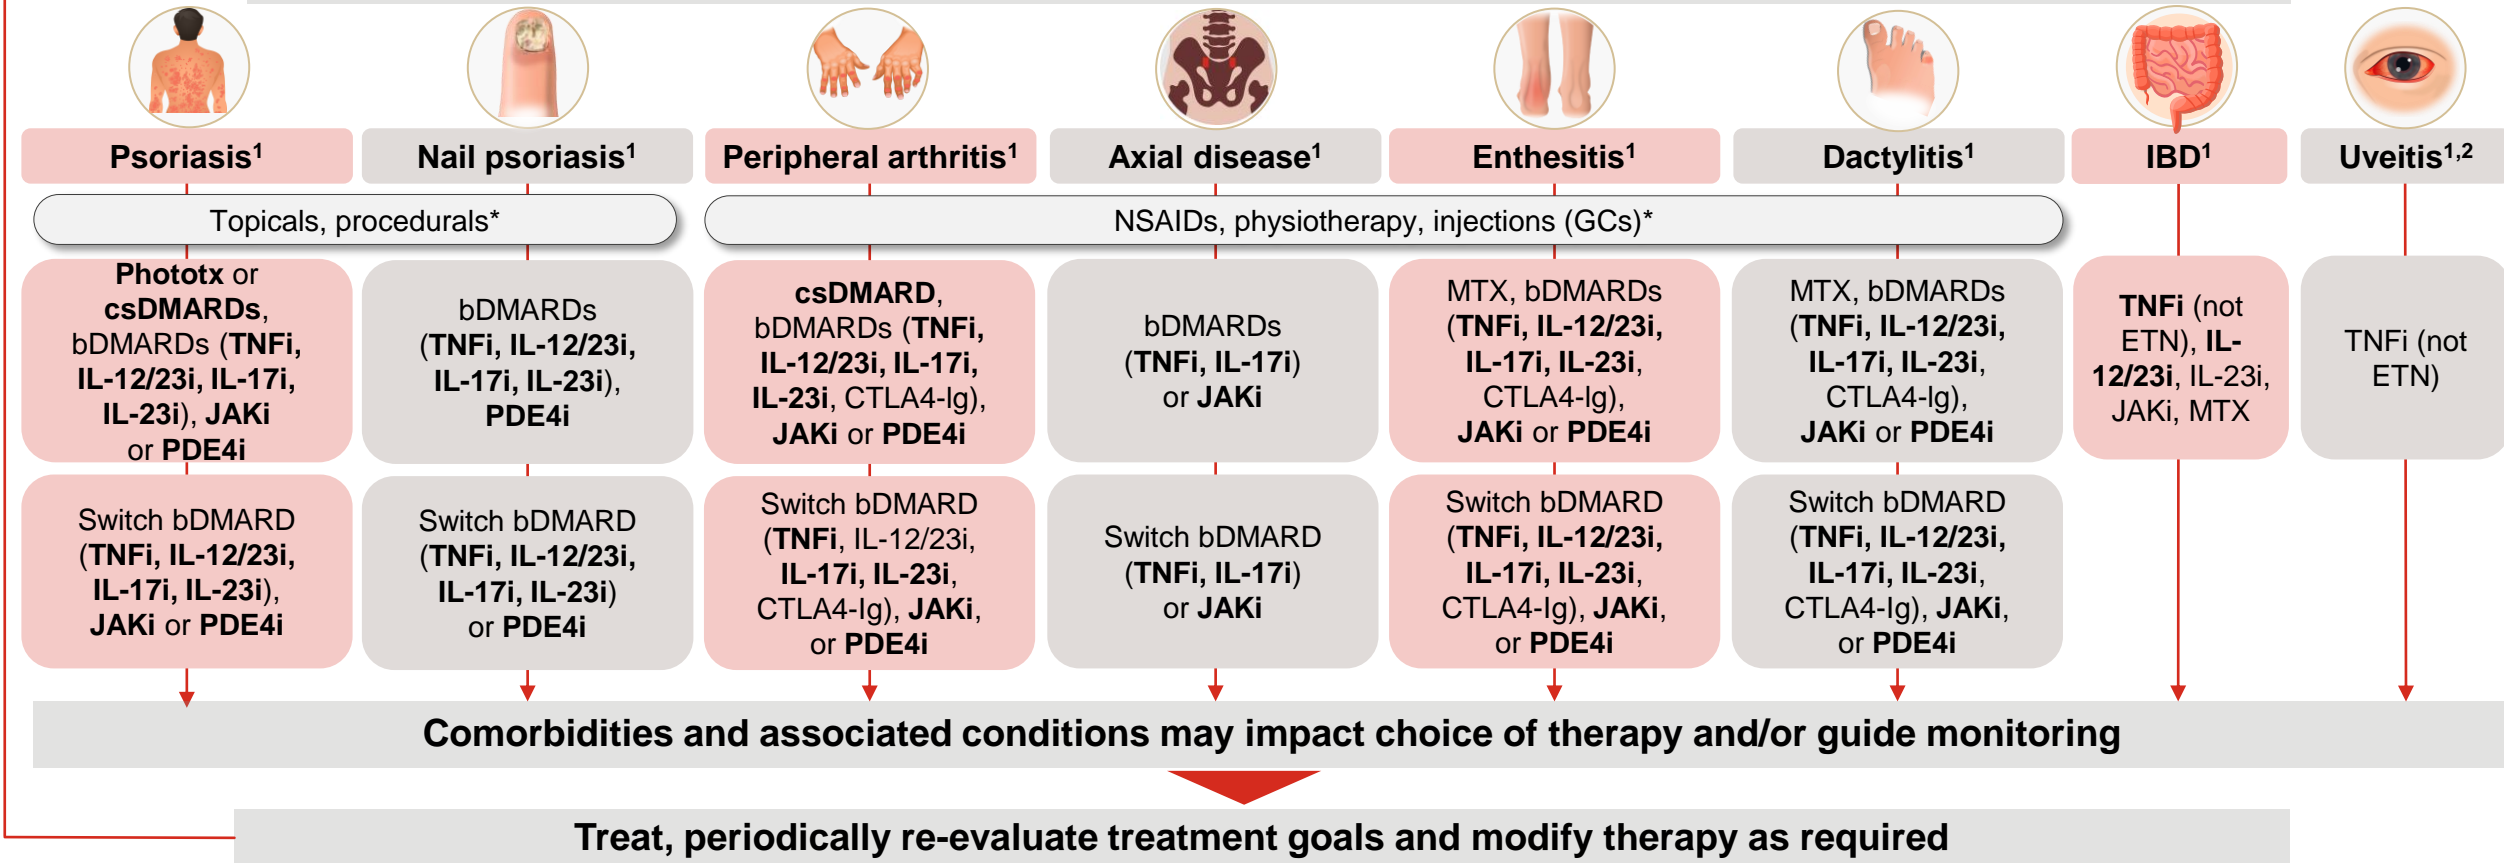 Psoriasis1
Nail psoriasis1
Peripheral arthritis1
Axial disease1
Enthesitis1
Dactylitis1
IBD1
Uveitis1,2
Topicals, procedurals*
NSAIDs, physiotherapy, injections (GCs)*
Phototx or
csDMARDs,
bDMARDs (TNFi,
IL-12/23i, IL-17i,
IL-23i), JAKi
or PDE4i
bDMARDs
(TNFi, IL-12/23i,
IL-17i, IL-23i),
PDE4i
csDMARD,
bDMARDs (TNFi,
IL-12/23i, IL-17i,
IL-23i, CTLA4-Ig),
JAKi or PDE4i
bDMARDs
(TNFi, IL-17i)
or JAKi
MTX, bDMARDs
(TNFi, IL-12/23i,
IL-17i, IL-23i,
CTLA4-Ig),
JAKi or PDE4i
MTX, bDMARDs
(TNFi, IL-12/23i,
IL-17i, IL-23i,
CTLA4-Ig),
JAKi or PDE4i
TNFi (not
ETN), IL-
12/23i, IL-23i,
JAKi, MTX
TNFi (not
ETN)
Switch bDMARD
(TNFi, IL-12/23i,
IL-17i, IL-23i),
JAKi or PDE4i
Switch bDMARD
(TNFi, IL-12/23i,
IL-17i, IL-23i)
or PDE4i
Switch bDMARD
(TNFi, IL-12/23i,
IL-17i, IL-23i,
CTLA4-Ig), JAKi,
or PDE4i
Switch bDMARD
(TNFi, IL-17i)
or JAKi
Switch bDMARD
(TNFi, IL-12/23i,
IL-17i, IL-23i,
CTLA4-Ig), JAKi,
or PDE4i
Switch bDMARD
(TNFi, IL-12/23i,
IL-17i, IL-23i,
CTLA4-Ig), JAKi,
or PDE4i
Comorbidities and associated conditions may impact choice of therapy and/or guide monitoring
Treat, periodically re-evaluate treatment goals and modify therapy as required